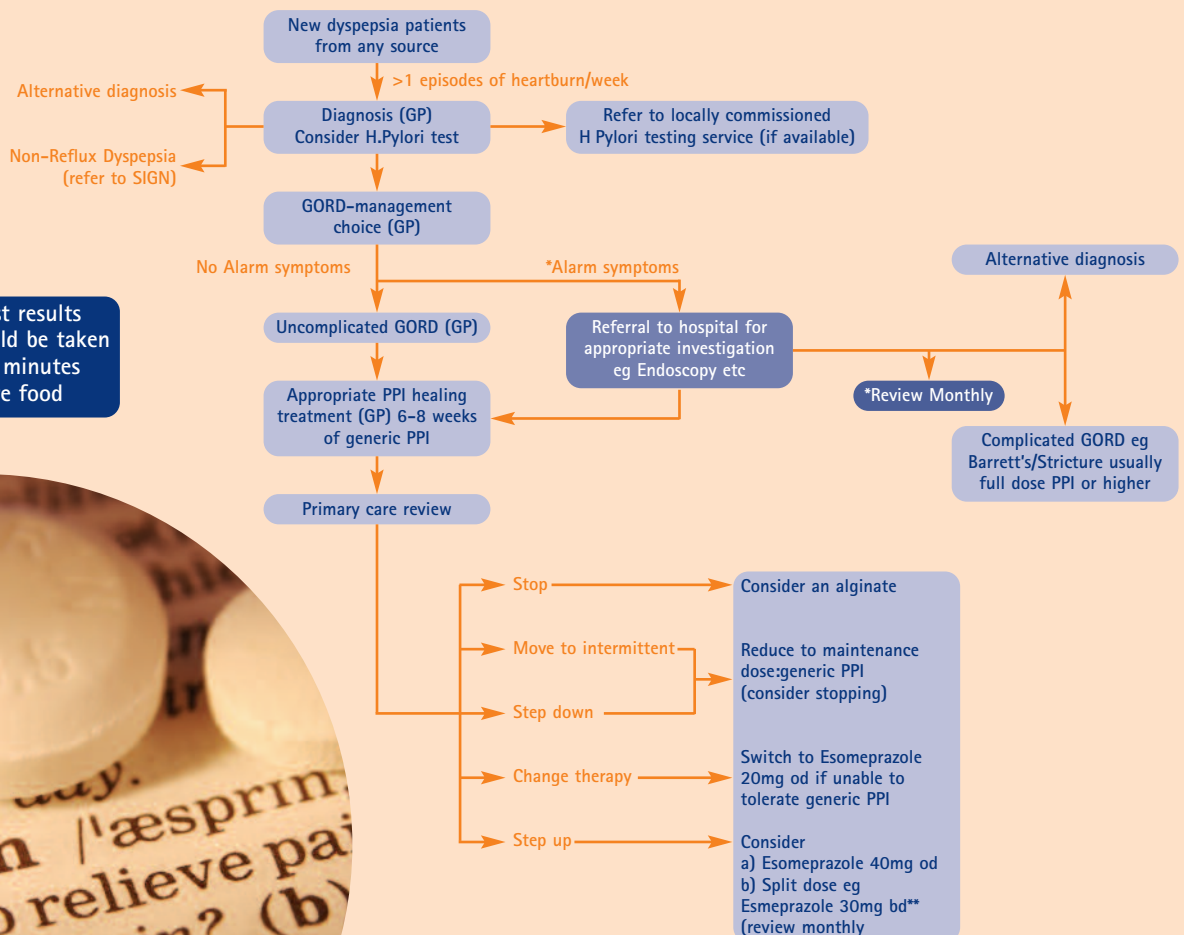 New dyspepsia patients
from any source
>1 episodes of heartburn/week
Alternative diagnosis
Diagnosis (GP)
Consider H.Pylori test
Refer to locally commissioned
H Pylori testing service (if available)
Non-Reflux Dyspepsia
(refer to SIGN)
GORD-management
choice (GP)
No Alarm symptoms
*Alarm symptoms
Alternative diagnosis
results
be taken
minutes
food
Uncomplicated GORD (GP)
Referral to hospital for
appropriate investigation
eg Endoscopy etc
*Review Monthly
Appropriate PPI healing
treatment (GP) 6-8 weeks
of generic PPI
Complicated GORD eg
Barrett's/Stricture usually
full dose PPI or higher
Primary care review
Stop
Consider an alginate
Move to intermittent
Step down
Reduce to maintenance
dose:generic PPI
(consider stopping)
Change therapy
Switch to Esomeprazole
20mg od if unable to
tolerate generic PPI
Step up
Consider
a) Esomeprazole 40mg od
b) Split dose eg
Esmeprazole 30mg bd**
(review monthly
day.
/'æsprɪn,
relieve
(b)